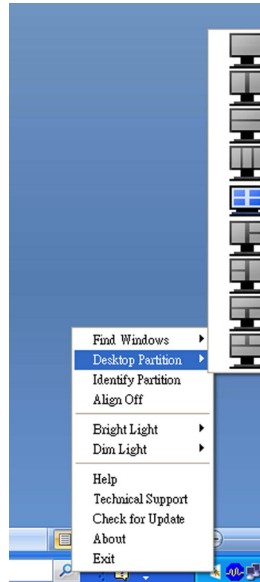 Find Windows
Desktop Partition
Identify Partition
Align Off
Bright Light
Dim Light
Help
Technical Support
Check for Update
About
Exit